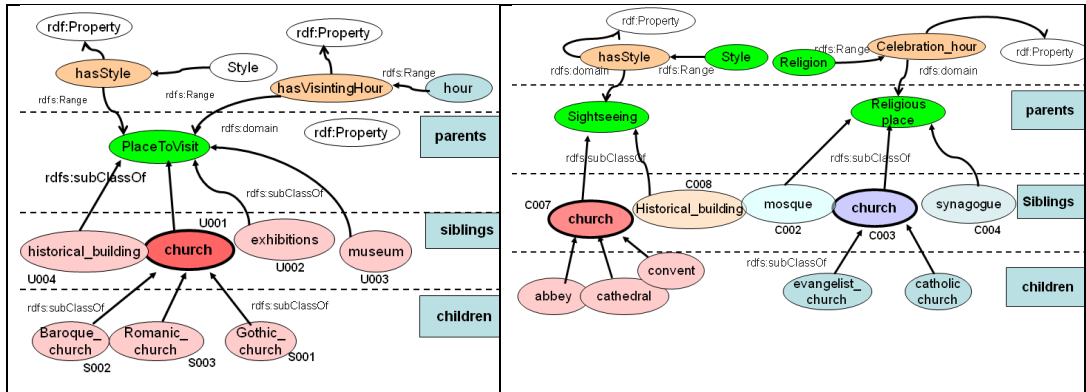 rdf:Property
rdf:Property
hasStyle
Style
rdfs:Range
rdfs:Range
rdfs:Range
hasVisintingHour
hour
rdfs:domain
rdf:Property
parents
PlaceToVisit
rdfs:subClassOf
U001
siblings
historical_building
church
exhibitions
museum
U002
U003
U004
rdfs:subClassOf
rdfs:subClassOf
rdfs:subClassOf
children
Baroque_
church
Romanic_
church
Gothic_
church
S002
S003
S001
rdf:Property
hasStyle
Style
Religion
rdfs:Range
Celebration_hour
rdf:Property
rdfs:domain
rdfs:Range
rdfs:domain
parents
Sightseeing
Religious
place
rdfs:subClassOf
rdfs:subClassOf
C008
C007
church
Historical_building
mosque
church
synagogue
Siblings
C002
C003
C004
rdfs:subClassOf
convent
abbey
cathedral
evangelist_
church
catholic
church
children